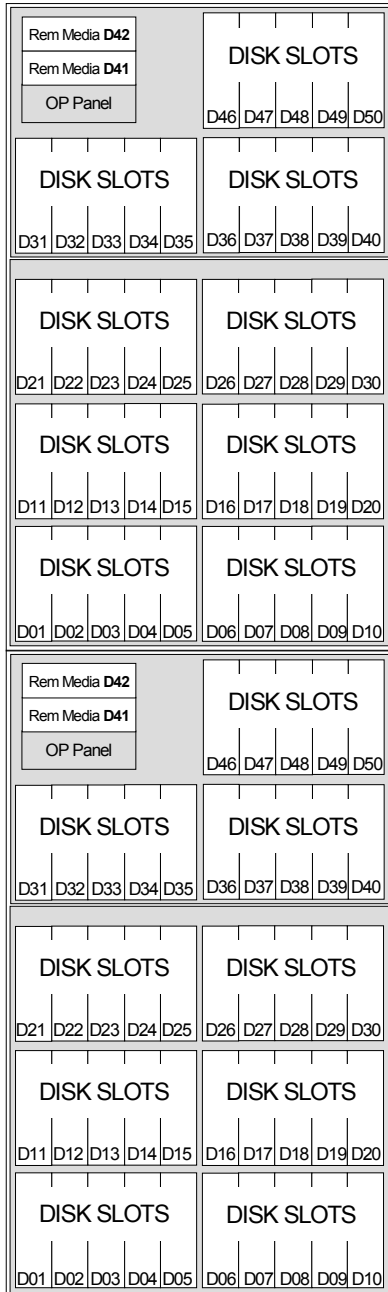 Rem Media D42
Rem Media D41
OP Panel
DISK SLOTS
D46 D47 D48 D49 D50
DISK SLOTS DISK SLOTS
D31 D32 D33 D34 D35 D36 D37 D38 D39 D40
DISK SLOTS DISK SLOTS
D21 D22 D23 D24 D25 D26 D27 D28 D29 D30
DISK SLOTS DISK SLOTS
D11 D12 D13 D14 D15 D16 D17 D18 D19 D20
DISK SLOTS DISK SLOTS
D01 D02 D03 D04 D05 D06 D07 D08 D09 D10
Rem Media D42
Rem Media D41
OP Panel
DISK SLOTS
D46 D47 D48 D49 D50
DISK SLOTS DISK SLOTS
D31 D32 D33 D34 D35 D36 D37 D38 D39 D40
DISK SLOTS DISK SLOTS
D21 D22 D23 D24 D25 D26 D27 D28 D29 D30
DISK SLOTS DISK SLOTS
D11 D12 D13 D14 D15 D16 D17 D18 D19 D20
DISK SLOTS DISK SLOTS
D01 D02 D03 D04 D05 D06 D07 D08 D09 D10